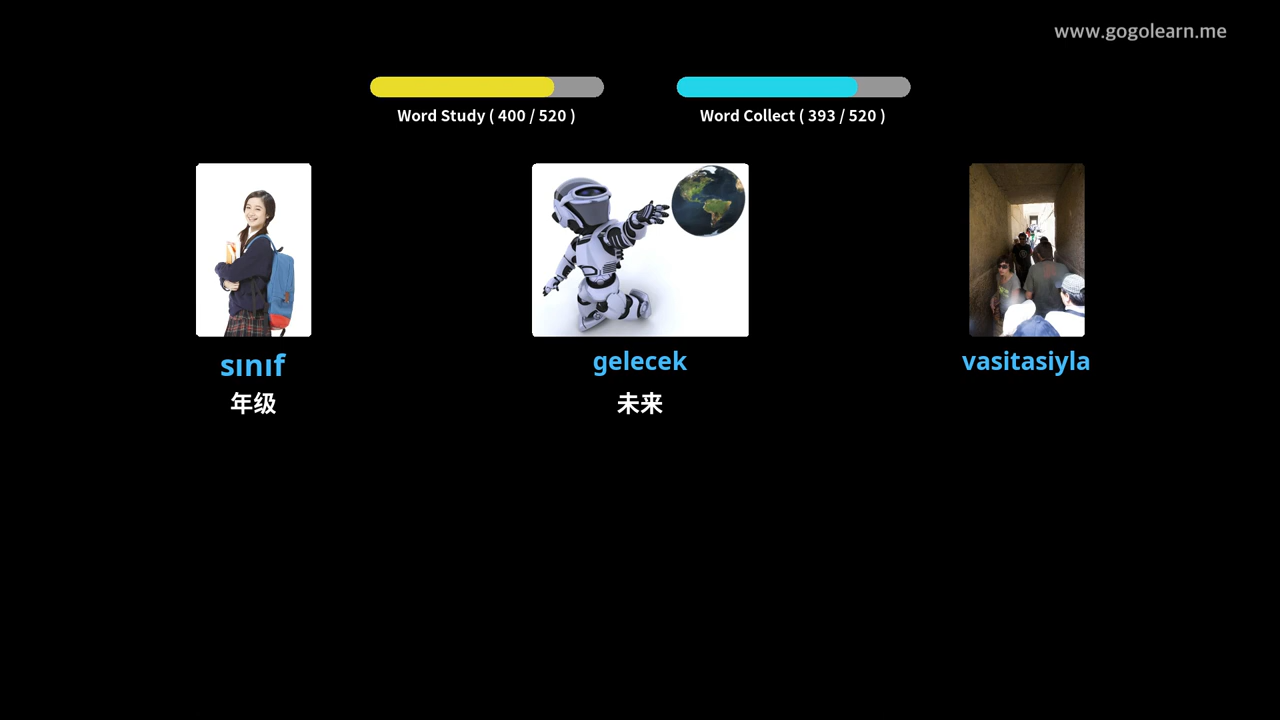 www.gogolearn.me
Word Study ( 400 / 520 )
Word Collect ( 393 / 520 )
sınıf
年级
gelecek
未来
vasitasiyla